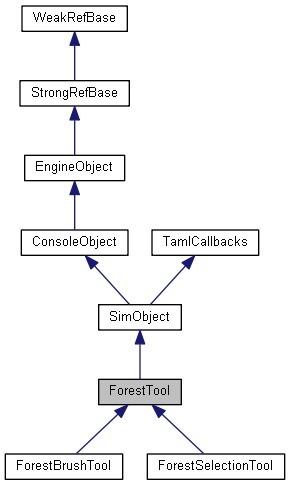 WeakRefBase
StrongRefBase
EngineObject
ConsoleObject
TamlCallbacks
SimObject
ForestTool
ForestBrushTool
ForestSelectionTool